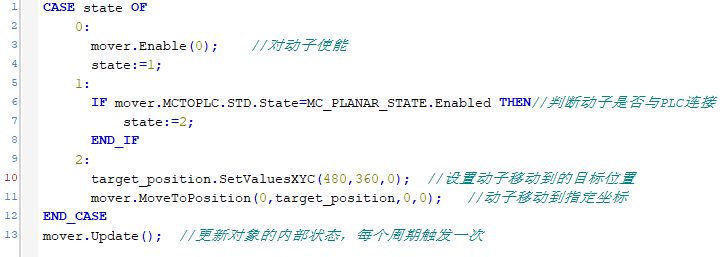 1 CASE state OF
2 0:
3 mover.Enable(0); //对动子使能
4 state:=1;
5 1:
6 IF mover.MCTOPLC.STD.State=MC_PLANAR_STATE.Enabled THEN//判断动子是否与PLC连接
7 state:=2;
8 END_IF
9 2:
10 target_position.SetValuesXYC(480,360,0); //设置动子移动到的目标位置
11 mover.MoveToPosition(0,target_position,0,0); //动子移动到指定坐标
12 END_CASE
13 mover.Update(); //更新对象的内部状态，每个周期触发一次